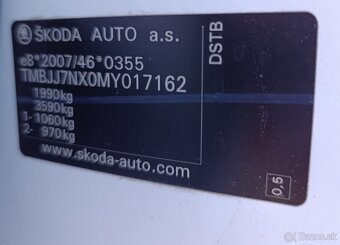 ŠKODA AUTO a.s.
e8*2007/46*0355
TMBJJ7NX0MY017162
1990kg
3590kg
1- 1060kg
2- 970kg
www.skoda-auto.com
DSTB
0,5
Bazos.sk